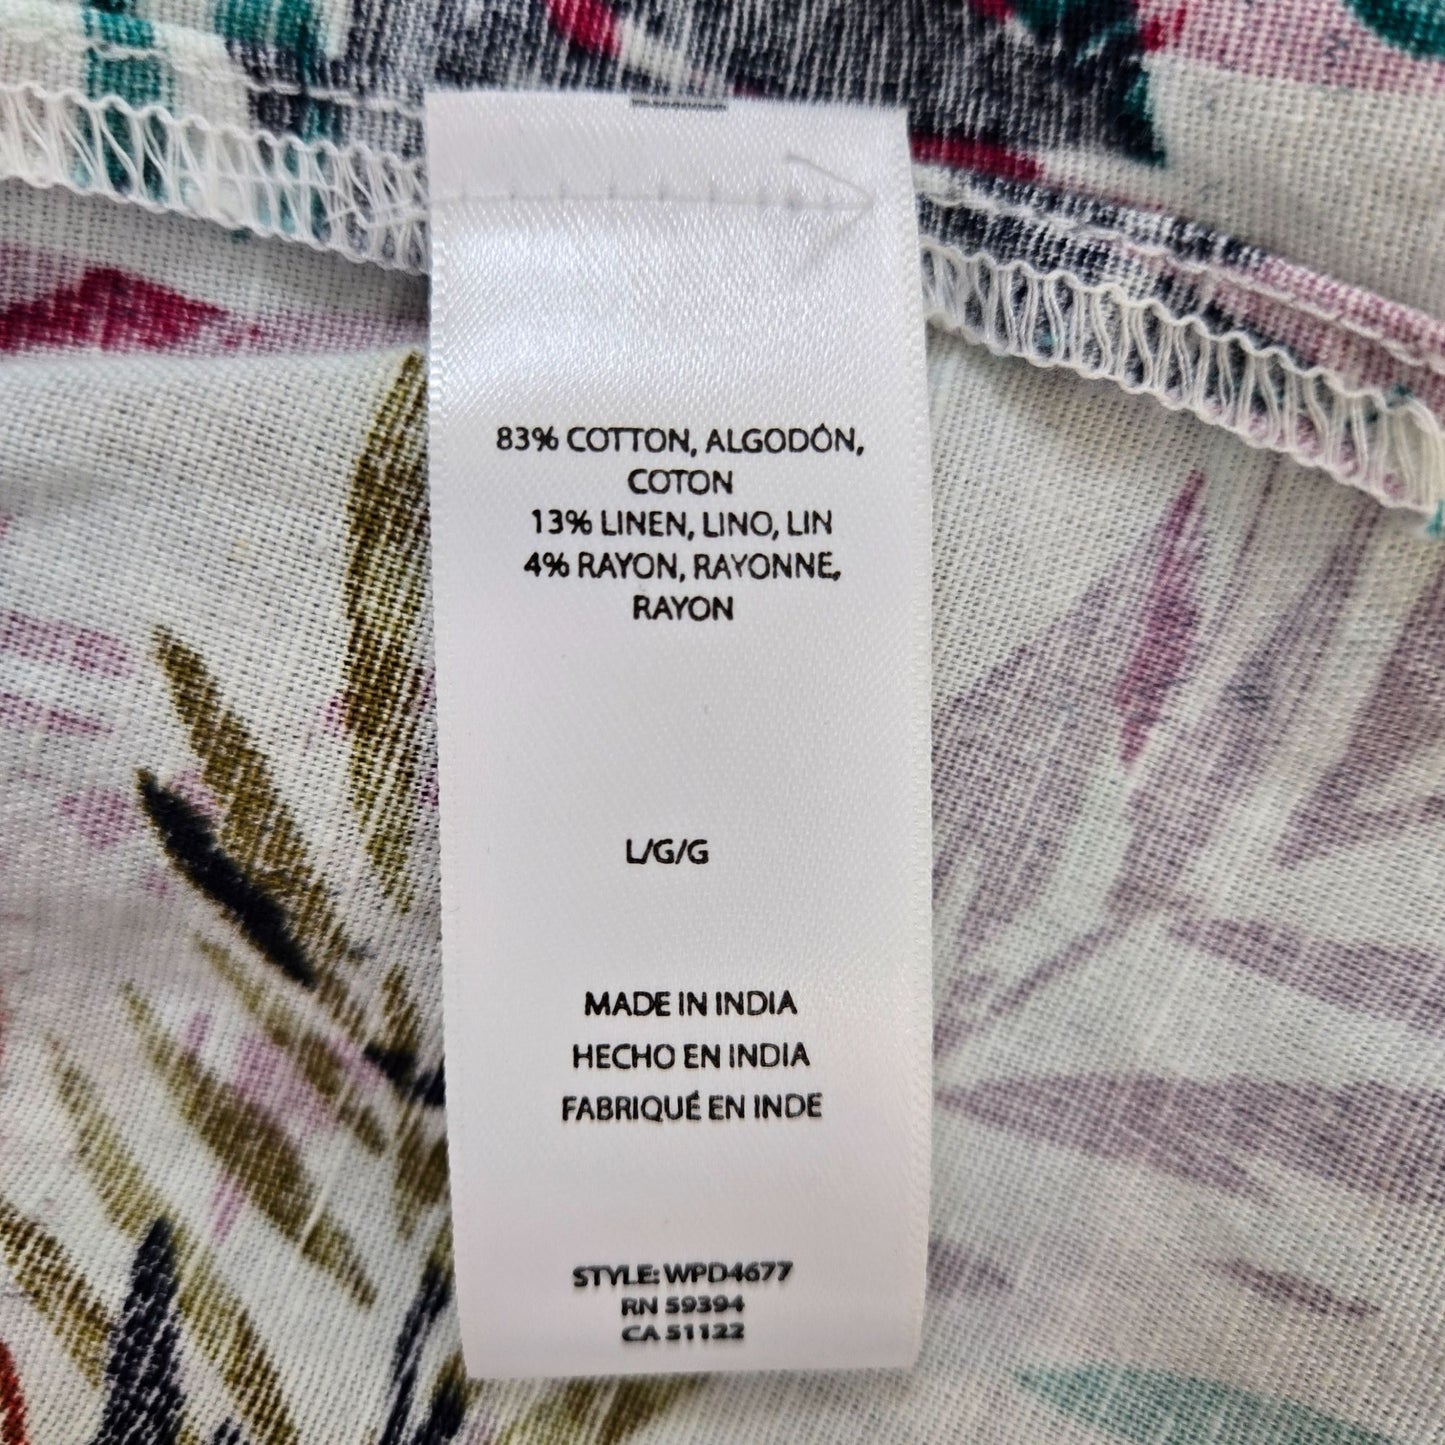 83% COTTON, ALGODÓN,
COTON
13% LINEN, LINO, LIN
4% RAYON, RAYONNE,
RAYON
L/G/G
MADE IN INDIA
HECHO EN INDIA
FABRIQUÉ EN INDE
STYLE: WPD4677
RN 59394
CA 51122